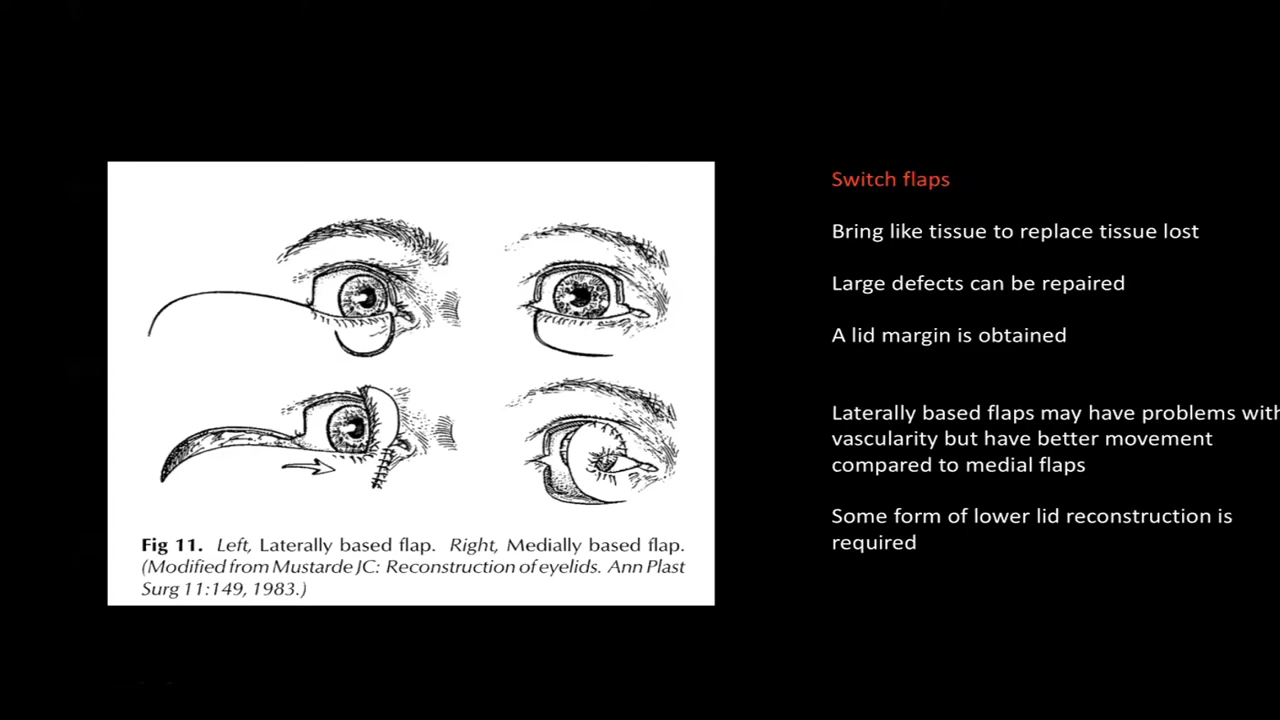 Switch flaps
Bring like tissue to replace tissue lost
Large defects can be repaired
A lid margin is obtained
Laterally based flaps may have problems with
vascularity but have better movement
compared to medial flaps
Some form of lower lid reconstruction is
required
Fig 11. Left, Laterally based flap. Right, Medially based flap.
(Modified from Mustarde JC: Reconstruction of eyelids. Ann Plast
Surg 11:149, 1983.)